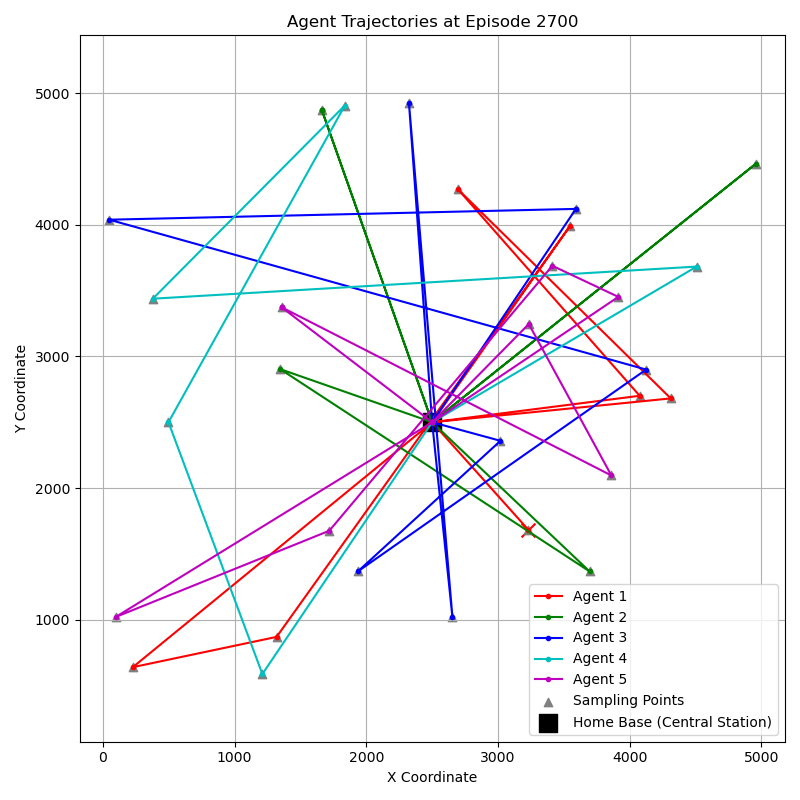 Agent Trajectories at Episode 2700
Y Coordinate
5000
4000
3000
2000
1000
0 1000 2000 3000 4000 5000
X Coordinate
Agent 1
Agent 2
Agent 3
Agent 4
Agent 5
Sampling Points
Home Base (Central Station)